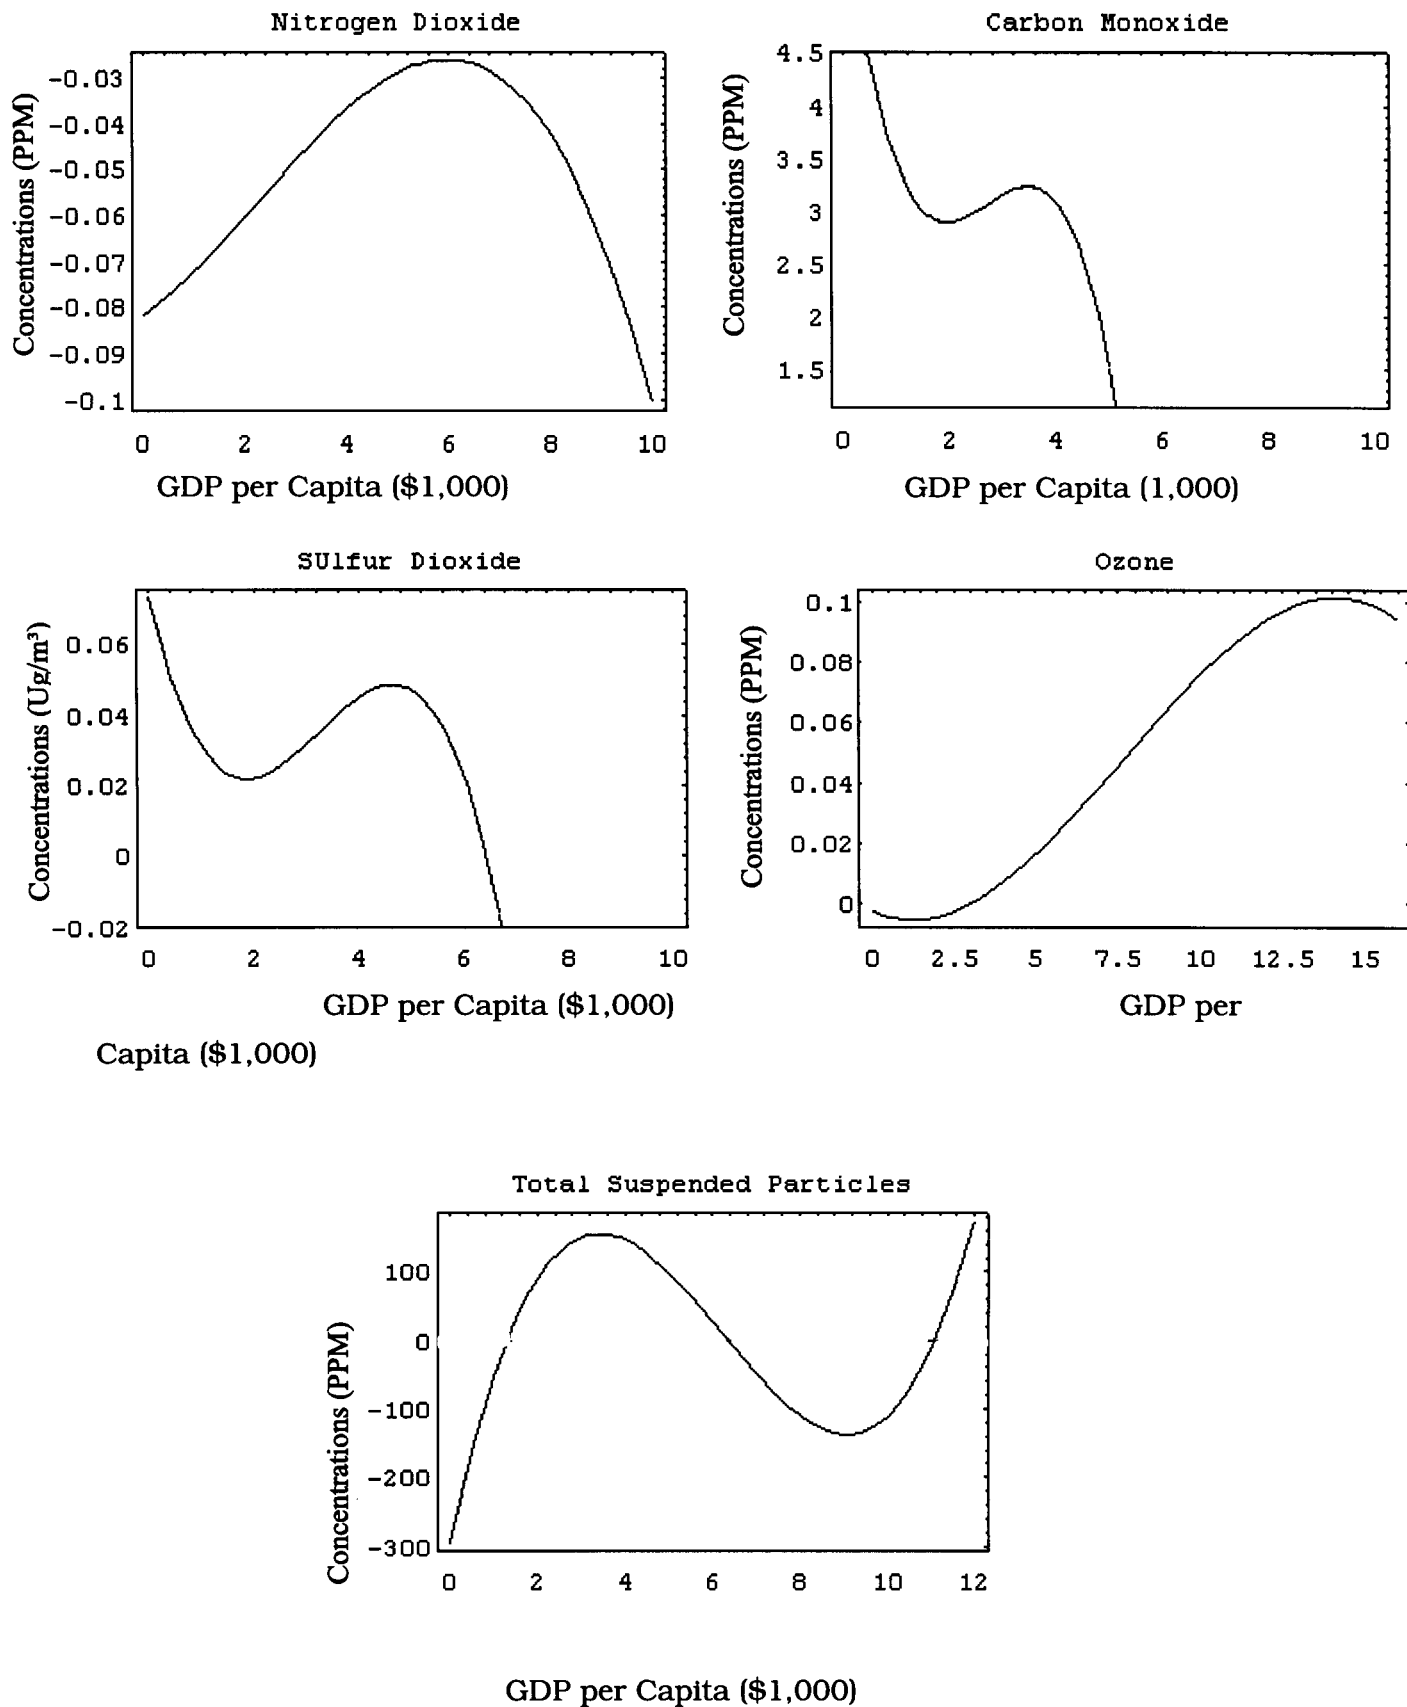 Nitrogen Dioxide
Concentrations (PPM)
-0.03
-0.04
-0.05
-0.06
-0.07
-0.08
-0.09
-0.1
0 2 4 6 8 10
GDP per Capita ($1,000)
Carbon Monoxide
Concentrations (PPM)
4.5
4
3.5
3
2.5
2
1.5
0 2 4 6 8 10
GDP per Capita (1,000)
SUlfur Dioxide
Concentrations (Ug/m³)
0.06
0.04
0.02
0
-0.02
0 2 4 6 8 10
GDP per Capita ($1,000)
Ozone
Concentrations (PPM)
0.1
0.08
0.06
0.04
0.02
0
0 2.5 5 7.5 10 12.5 15
GDP per
Capita ($1,000)
Total Suspended Particles
Concentrations (PPM)
100
0
-100
-200
-300
0 2 4 6 8 10 12
GDP per Capita ($1,000)